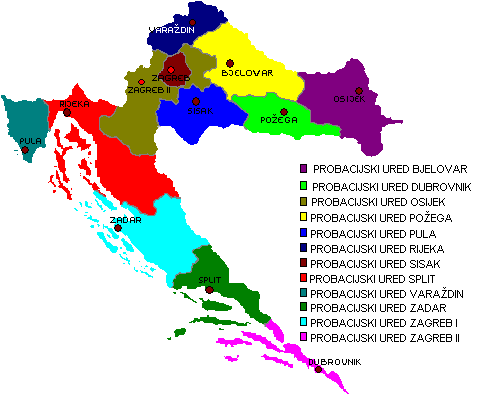 VARAŽDIN
ZAGREB
BJELOVAR
ZAGREB II
OSIJEK
RIJEKA
SISAK
POŽEGA
PULA
PROBACIJSKI URED BJELOVAR
PROBACIJSKI URED DUBROVNIK
PROBACIJSKI URED OSIJEK
PROBACIJSKI URED POŽEGA
PROBACIJSKI URED PULA
PROBACIJSKI URED RIJEKA
PROBACIJSKI URED SISAK
PROBACIJSKI URED SPLIT
PROBACIJSKI URED VARAŽDIN
PROBACIJSKI URED ZADAR
PROBACIJSKI URED ZAGREB I
PROBACIJSKI URED ZAGREB II
ZADAR
SPLIT
DUBROVNIK